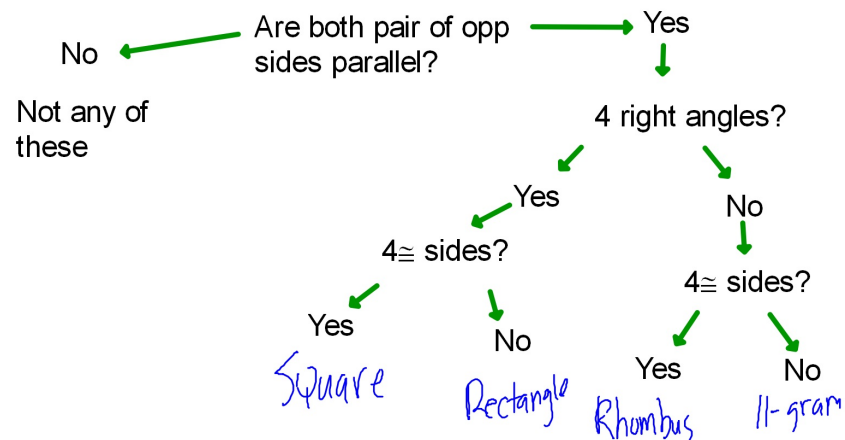 Are both pair of opp
sides parallel?
No
Not any of
these
Yes
4 right angles?
Yes
No
4≅ sides?
4≅ sides?
Yes
Square
No
Rectangle
Yes
Rhombus
No
//-gram